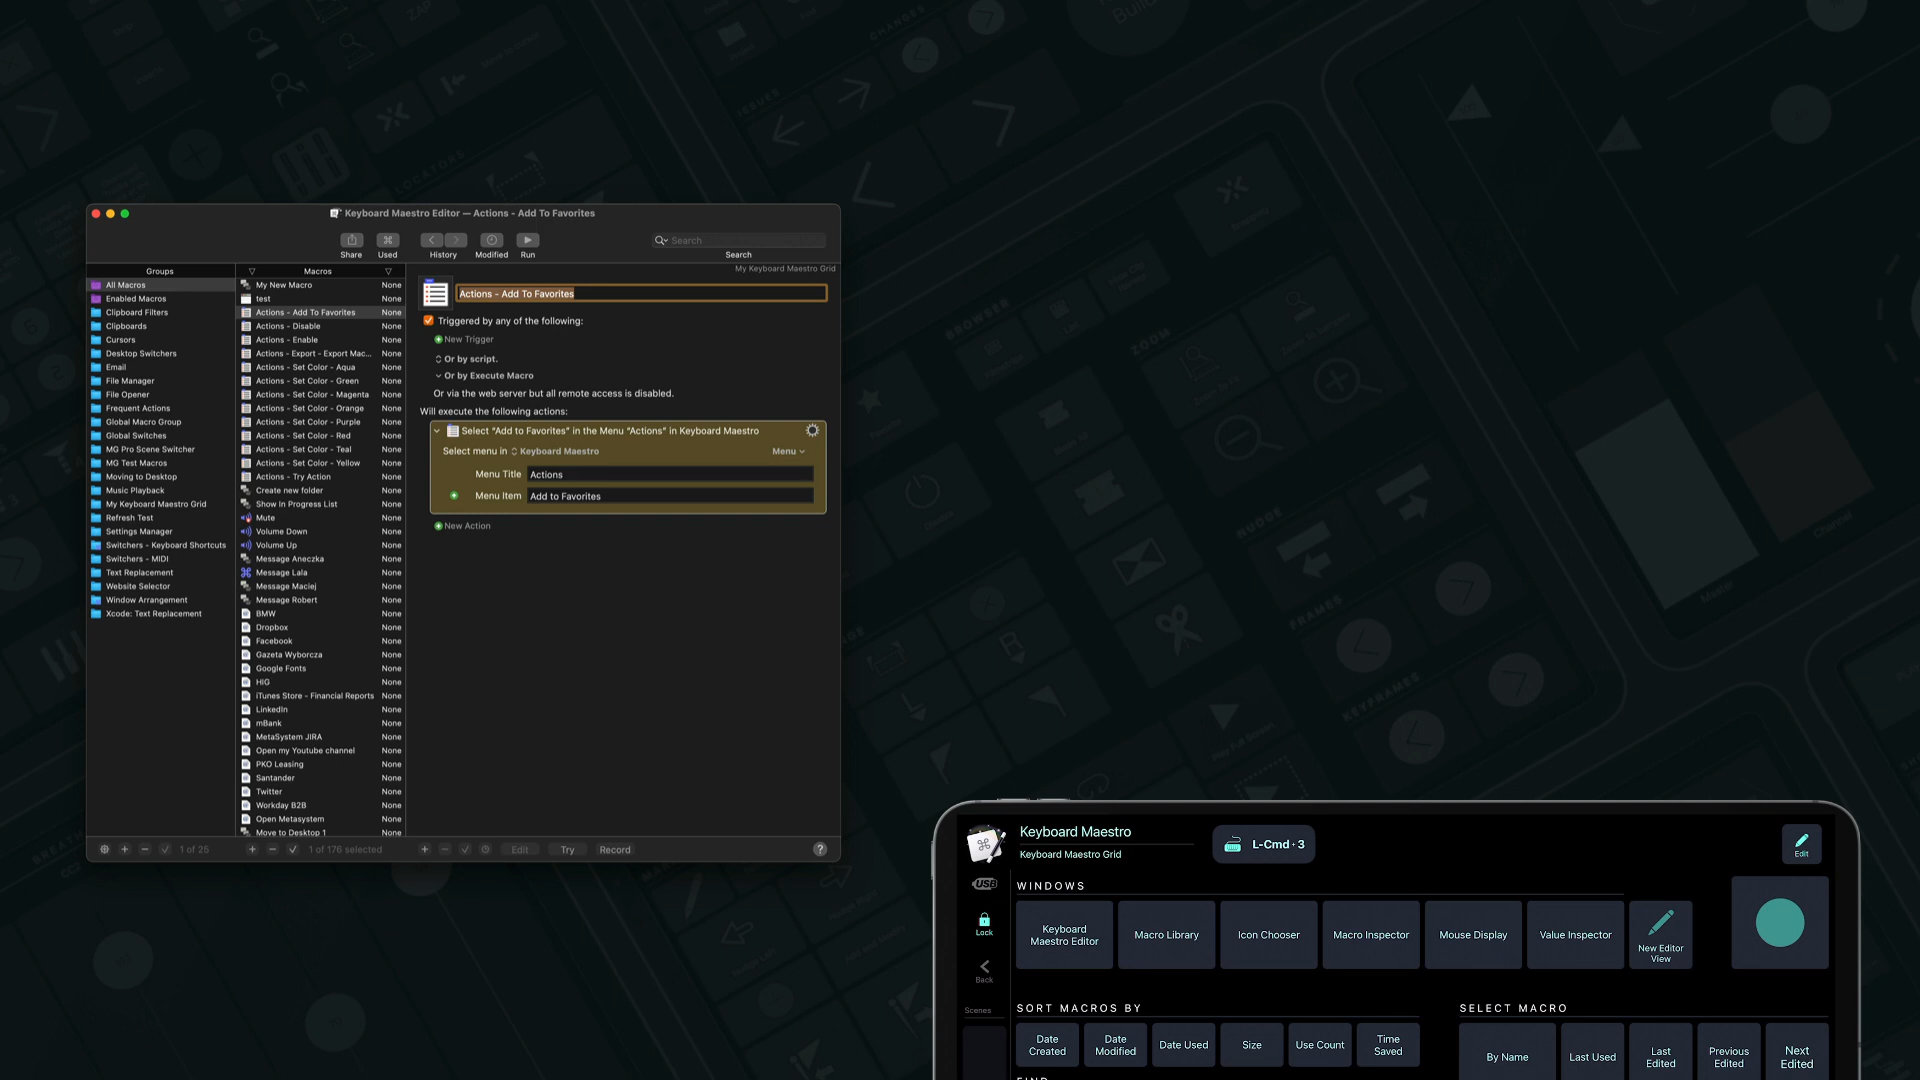 Keyboard Maestro Editor — Actions - Add To Favorites
Share
Used
History
Modified
Run
Search
Search
Groups
All Macros
Enabled Macros
Clipboard Filters
Clipboards
Cursors
Desktop Switchers
Email
File Manager
File Opener
Frequent Actions
Global Macro Group
Global Switches
MG Pro Scene Switcher
MG Test Macros
Moving to Desktop
Music Playback
My Keyboard Maestro Grid
Refresh Test
Settings Manager
Switchers - Keyboard Shortcuts
Switchers - MIDI
Text Replacement
Website Selector
Window Arrangement
Xcode: Text Replacement
1 of 25
Macros
My New Macro None
test None
Actions - Add To Favorites None
Actions - Disable None
Actions - Enable None
Actions - Export - Export Mac... None
Actions - Set Color - Aqua None
Actions - Set Color - Green None
Actions - Set Color - Magenta None
Actions - Set Color - Orange None
Actions - Set Color - Purple None
Actions - Set Color - Red None
Actions - Set Color - Teal None
Actions - Set Color - Yellow None
Actions - Try Action None
Create new folder None
Show In Progress List None
Mute None
Volume Down None
Volume Up None
Message Aneczka None
Message Lala None
Message Maciej None
Message Robert None
BMW None
Dropbox None
Facebook None
Gazeta Wyborcza None
Google Fonts None
HIG None
iTunes Store - Financial Reports None
LinkedIn None
mBank None
MetaSystem JIRA None
Open my Youtube channel None
PKO Leasing None
Santander None
Twitter None
Workday B2B None
Open Metasystem None
Move to Desktop 1 None
1 of 176 selected
My Keyboard Maestro Grid
Actions - Add To Favorites
Triggered by any of the following:
New Trigger
Or by script.
Or by Execute Macro
Or via the web server but all remote access is disabled.
Will execute the following actions:
Select "Add to Favorites" in the Menu "Actions" in Keyboard Maestro
Select menu in Keyboard Maestro Menu
Menu Title Actions
Menu Item Add to Favorites
New Action
Edit
Try
Record
?
Keyboard Maestro
Keyboard Maestro Grid
L-Cmd · 3
Edit
USB
Lock
Back
Scenes
WINDOWS
Keyboard
Maestro Editor
Macro Library
Icon Chooser
Macro Inspector
Mouse Display
Value Inspector
New Editor
View
SORT MACROS BY
Date
Created
Date
Modified
Date Used
Size
Use Count
Time
Saved
SELECT MACRO
By Name
Last Used
Last
Edited
Previous
Edited
Next
Edited
CHANGES
ISSUES
LOCATORS
BROWSER
ZOOM
NUDGE
FRAMES
KEYFRAMES
Master
Channel
Play Full Screen